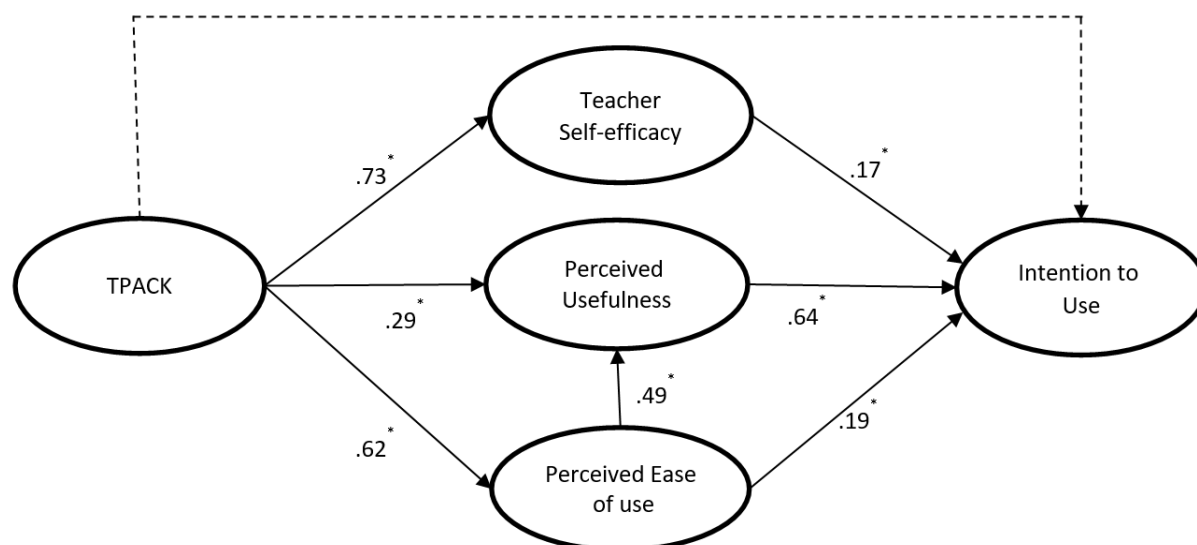 Teacher
Self-efficacy
.73*
.17*
TPACK
Perceived
Usefulness
Intention to
Use
.29*
.64*
.49*
.62*
.19*
Perceived Ease
of use